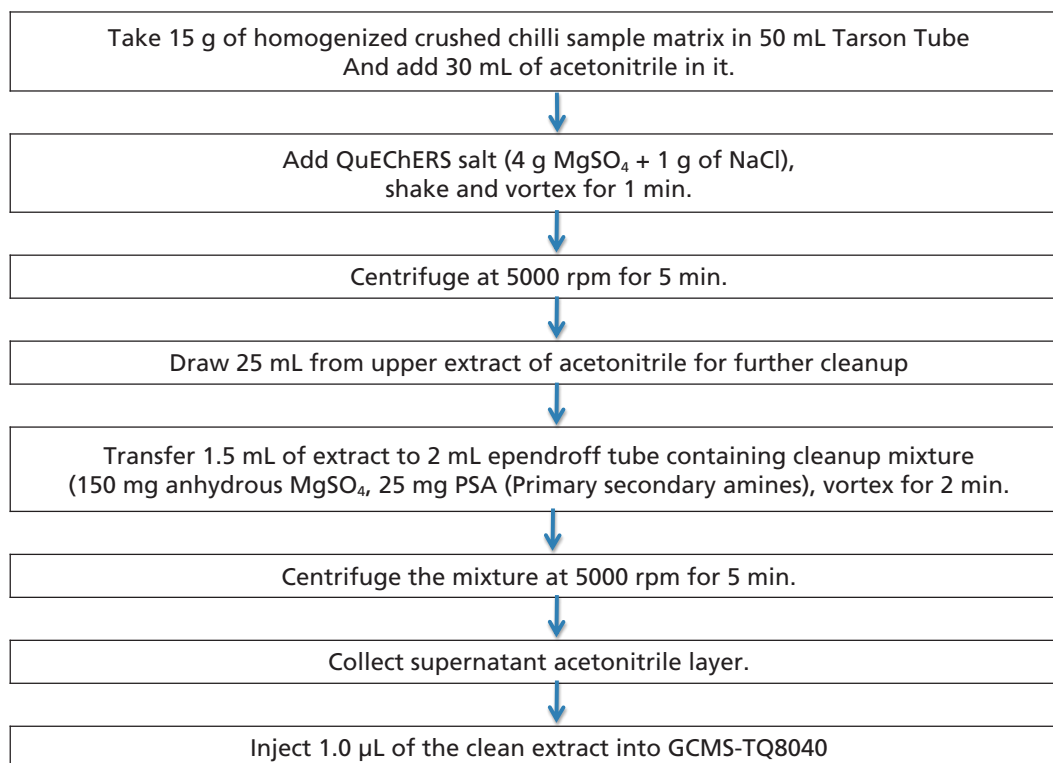 Take 15 g of homogenized crushed chilli sample matrix in 50 mL Tarson Tube
And add 30 mL of acetonitrile in it.
Add QuEChERS salt (4 g MgSO₄ + 1 g of NaCl),
shake and vortex for 1 min.
Centrifuge at 5000 rpm for 5 min.
Draw 25 mL from upper extract of acetonitrile for further cleanup
Transfer 1.5 mL of extract to 2 mL ependroff tube containing cleanup mixture
(150 mg anhydrous MgSO₄, 25 mg PSA (Primary secondary amines), vortex for 2 min.
Centrifuge the mixture at 5000 rpm for 5 min.
Collect supernatant acetonitrile layer.
Inject 1.0 µL of the clean extract into GCMS-TQ8040